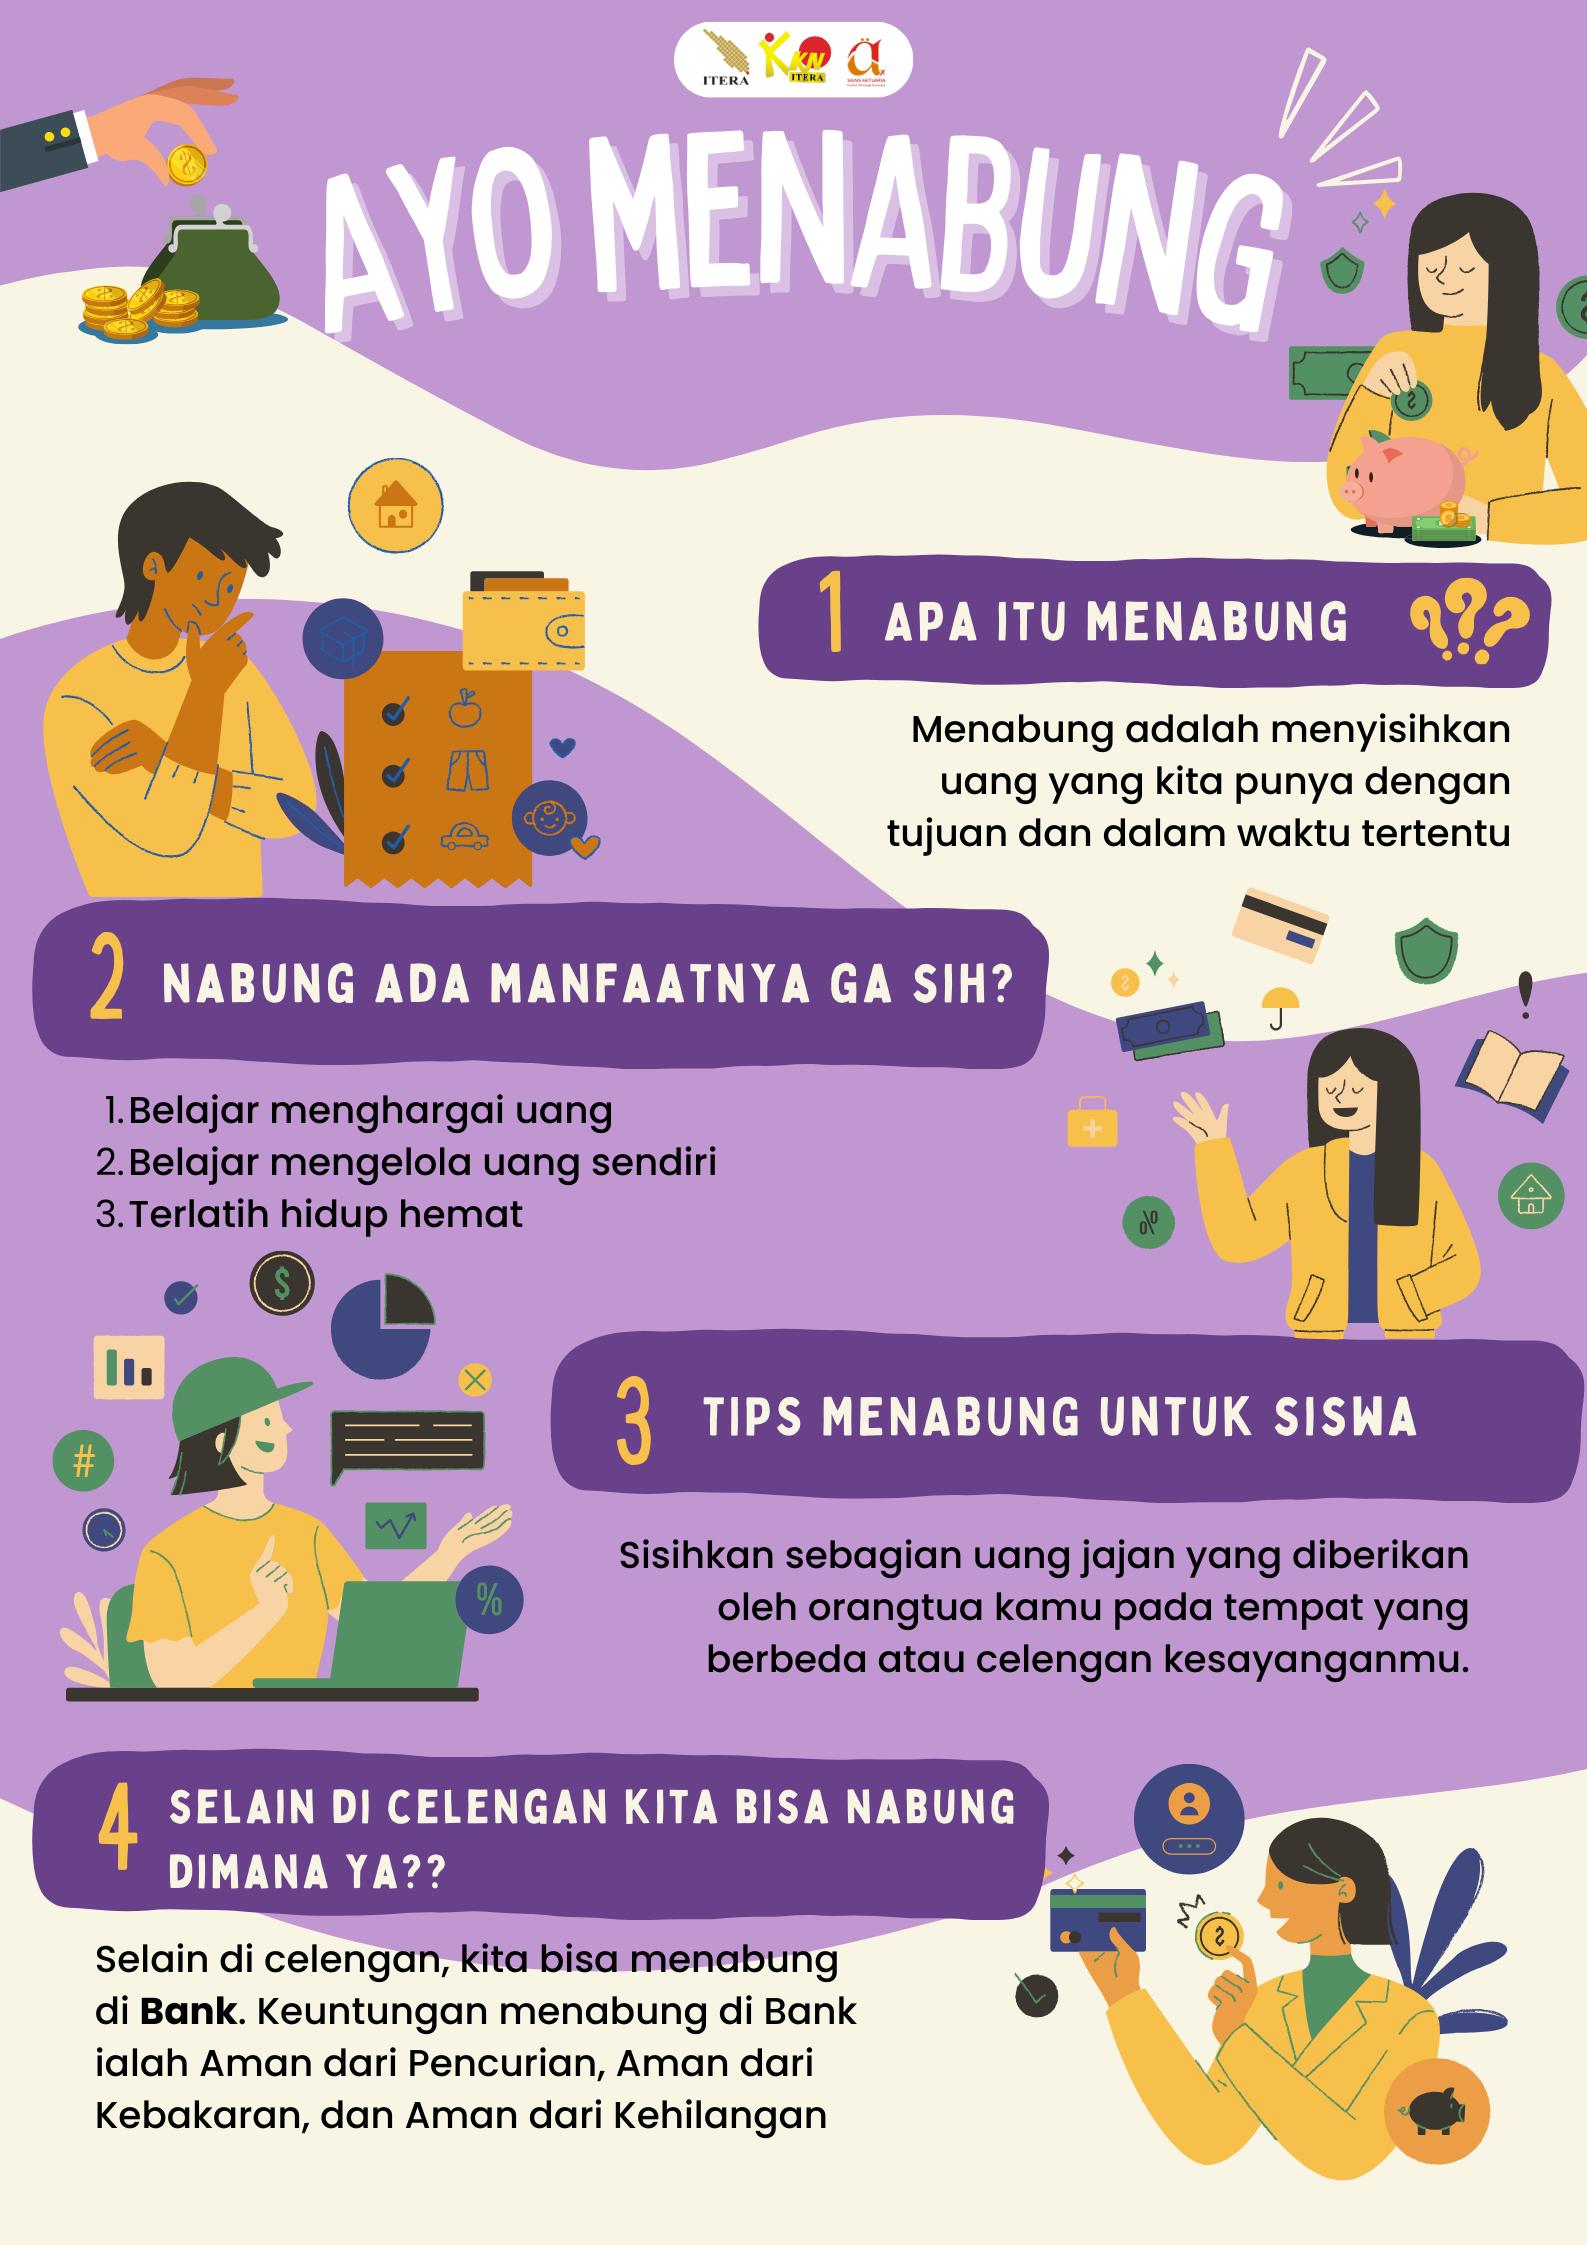 ITERA
KKN
ITERA
SAINS AKTUARIA
AYO MENABUNG
1 APA ITU MENABUNG ???
Menabung adalah menyisihkan
uang yang kita punya dengan
tujuan dan dalam waktu tertentu
2 NABUNG ADA MANFAATNYA GA SIH?
1. Belajar menghargai uang
2. Belajar mengelola uang sendiri
3. Terlatih hidup hemat
3 TIPS MENABUNG UNTUK SISWA
Sisihkan sebagian uang jajan yang diberikan
oleh orangtua kamu pada tempat yang
berbeda atau celengan kesayanganmu.
4 SELAIN DI CELENGAN KITA BISA NABUNG
DIMANA YA??
Selain di celengan, kita bisa menabung
di Bank. Keuntungan menabung di Bank
ialah Aman dari Pencurian, Aman dari
Kebakaran, dan Aman dari Kehilangan